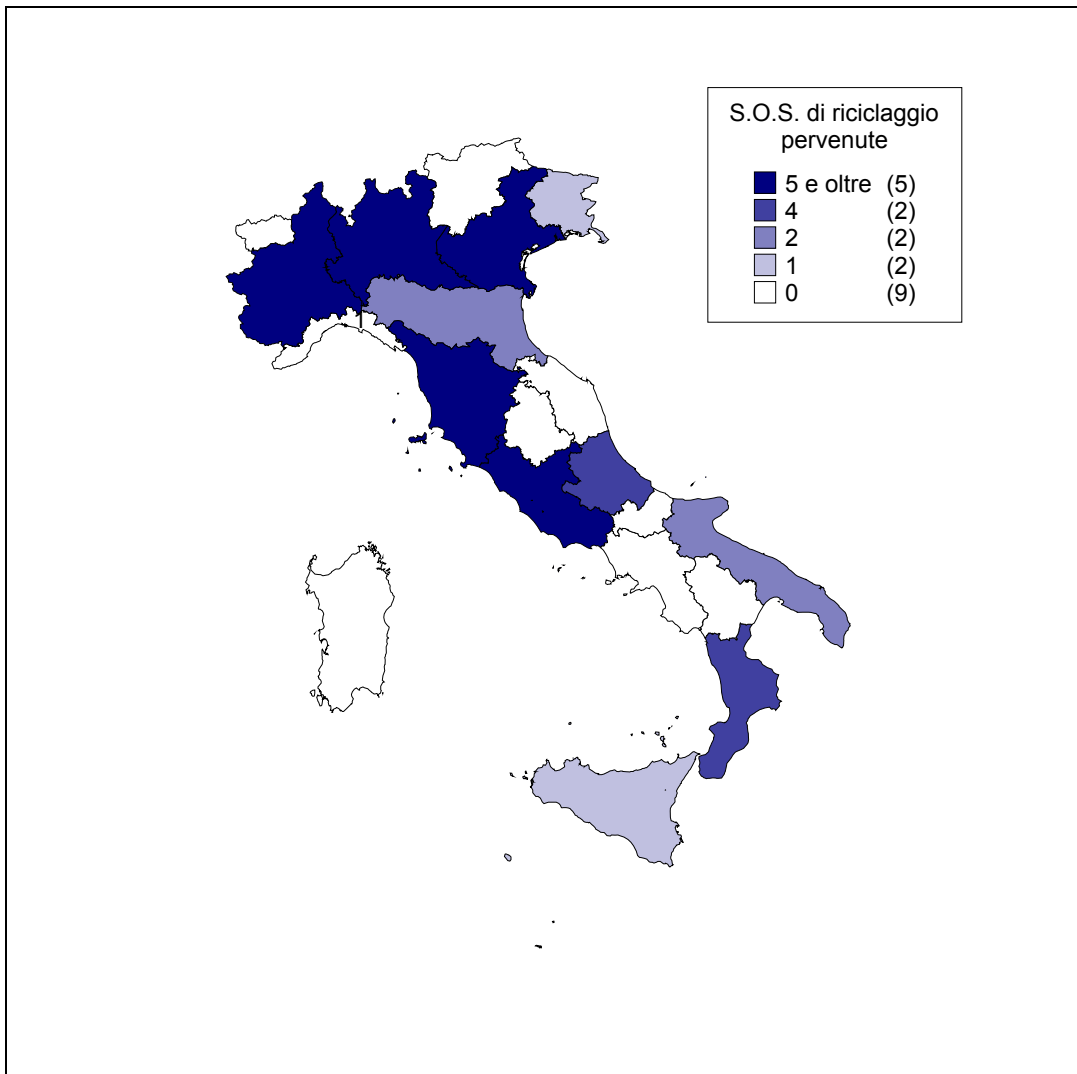 S.O.S. di riciclaggio
pervenute
5 e oltre (5)
4 (2)
2 (2)
1 (2)
0 (9)